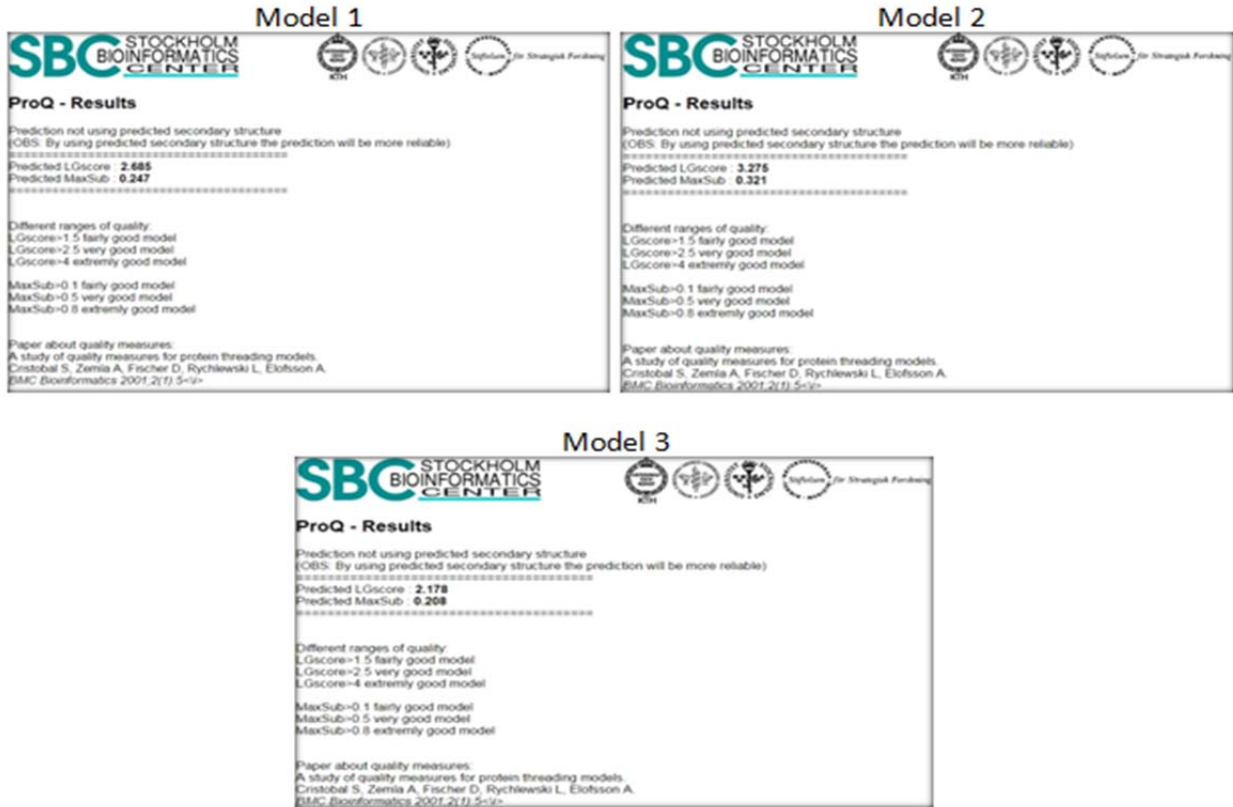 Model 1
SBC STOCKHOLM
BIOINFORMATICS
CENTER
KTH
Stiftelsen för Strategisk Forskning
ProQ - Results
Prediction not using predicted secondary structure
(OBS: By using predicted secondary structure the prediction will be more reliable)
Predicted LGscore : 2.685
Predicted MaxSub : 0.247
Different ranges of quality:
LGscore>1.5 fairly good model
LGscore>2.5 very good model
LGscore>4 extremly good model
MaxSub>0.1 fairly good model
MaxSub>0.5 very good model
MaxSub>0.8 extremly good model
Paper about quality measures:
A study of quality measures for protein threading models.
Cristobal S, Zemla A, Fischer D, Rychlewski L, Elofsson A.
BMC Bioinformatics 2001;2(1):5<\i>
Model 2
SBC STOCKHOLM
BIOINFORMATICS
CENTER
KTH
Stiftelsen för Strategisk Forskning
ProQ - Results
Prediction not using predicted secondary structure
(OBS: By using predicted secondary structure the prediction will be more reliable)
Predicted LGscore : 3.275
Predicted MaxSub : 0.321
Different ranges of quality:
LGscore>1.5 fairly good model
LGscore>2.5 very good model
LGscore>4 extremly good model
MaxSub>0.1 fairly good model
MaxSub>0.5 very good model
MaxSub>0.8 extremly good model
Paper about quality measures:
A study of quality measures for protein threading models.
Cristobal S, Zemla A, Fischer D, Rychlewski L, Elofsson A.
BMC Bioinformatics 2001;2(1):5<\i>
Model 3
SBC STOCKHOLM
BIOINFORMATICS
CENTER
KTH
Stiftelsen för Strategisk Forskning
ProQ - Results
Prediction not using predicted secondary structure
(OBS: By using predicted secondary structure the prediction will be more reliable)
Predicted LGscore : 2.178
Predicted MaxSub : 0.208
Different ranges of quality:
LGscore>1.5 fairly good model
LGscore>2.5 very good model
LGscore>4 extremly good model
MaxSub>0.1 fairly good model
MaxSub>0.5 very good model
MaxSub>0.8 extremly good model
Paper about quality measures:
A study of quality measures for protein threading models.
Cristobal S, Zemla A, Fischer D, Rychlewski L, Elofsson A.
BMC Bioinformatics 2001;2(1):5<\i>